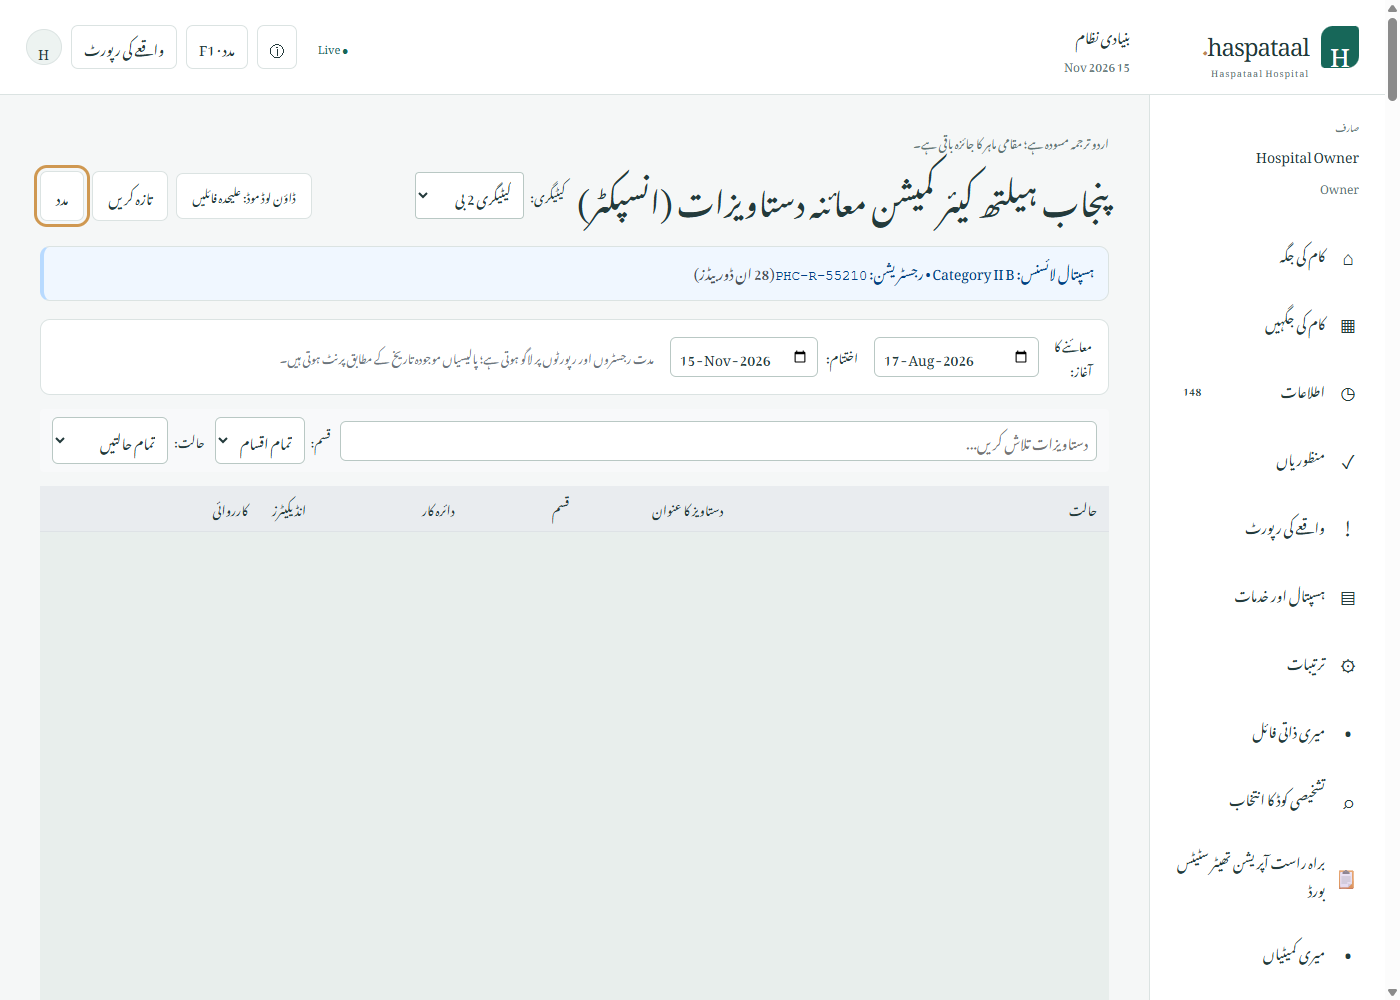 H
haspataal.
Haspataal Hospital
بنیادی نظام
15 Nov 2026
Live
مدد F1
واقعے کی رپورٹ
H
صارف
Hospital Owner
Owner
کام کی جگہ
کام کی جگہیں
اطلاعات
148
منظوریاں
واقعے کی رپورٹ
ہسپتال اور خدمات
ترتیبات
میری ذاتی فائل
تشخیصی کوڈ کا انتخاب
براہ راست آپریشن تھیٹر سٹیٹس
بورڈ
میری کمیٹیاں
اردو ترجمہ مسودہ ہے؛ مقامی ماہر کا جائزہ باقی ہے۔
پنجاب ہیلتھ کیئر کمیشن معائنہ دستاویزات (انسپکٹر)
کیٹیگری:
کیٹیگری 2 بی
ڈاؤن لوڈ موڈ: علیحدہ فائلیں
تازہ کریں
مدد
ہسپتال لائسنس: Category II B • رجسٹریشن: PHC-R-55210 (28 ان ڈور بیڈز)
معائنے کا
آغاز:
17-Aug-2026
اختتام:
15-Nov-2026
مدت رجسٹروں اور رپورٹوں پر لاگو ہوتی ہے؛ پالیسیاں موجودہ تاریخ کے مطابق پرنٹ ہوتی ہیں۔
دستاویزات تلاش کریں...
قسم:
تمام اقسام
حالت:
تمام حالتیں
حالت
دستاویز کا عنوان
قسم
دائرہ کار
انڈیکیٹرز
کارروائی